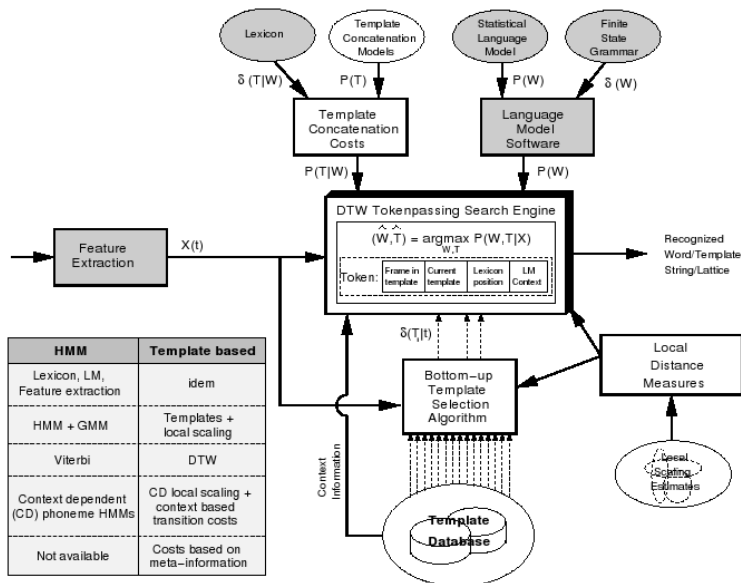 Lexicon
Template
Concatenation
Models
Statistical
Language
Model
Finite
State
Grammar
δ (T|W)
P(T)
P(W)
δ (W)
Template
Concatenation
Costs
Language
Model
Software
P(T|W)
P(W)
DTW Tokenpassing Search Engine
(Ŵ,T̂) = argmax P(W,T|X)
W,T
Token:
Frame in
template
Current
template
Lexicon
position
LM
Context
Feature
Extraction
X(t)
Recognized
Word/Template
String/Lattice
δ(Tᵢ|t)
Bottom-up
Template
Selection
Algorithm
Local
Distance
Measures
Local
Scaling
Estimates
Context
Information
Template
Database
HMM Template based
Lexicon, LM,
Feature extraction
idem
HMM + GMM
Templates +
local scaling
Viterbi
DTW
Context dependent
(CD) phoneme HMMs
CD local scaling +
context based
transition costs
Not available
Costs based on
meta-information